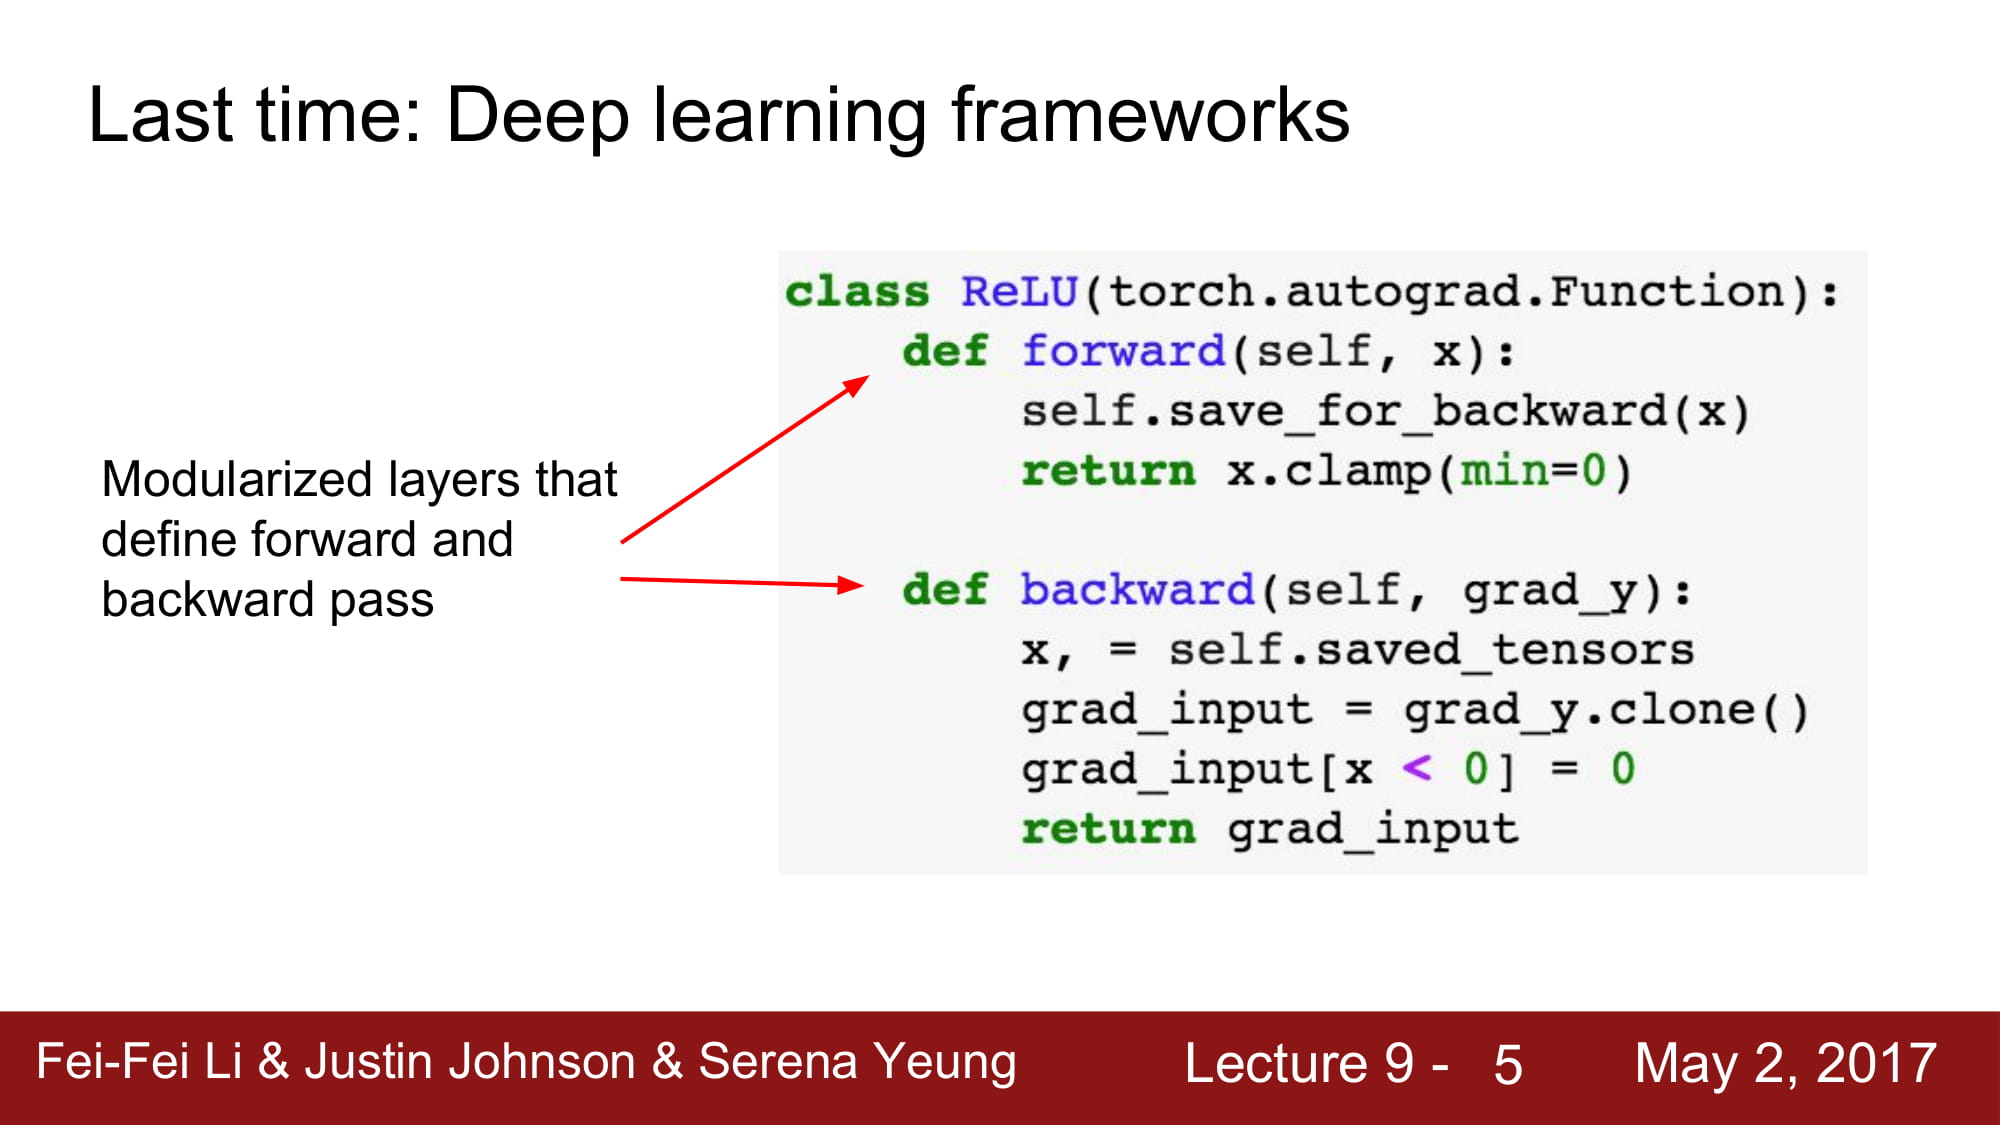 Last time: Deep learning frameworks
Modularized layers that
define forward and
backward pass
class ReLU(torch.autograd.Function):
    def forward(self, x):
        self.save_for_backward(x)
        return x.clamp(min=0)

    def backward(self, grad_y):
        x, = self.saved_tensors
        grad_input = grad_y.clone()
        grad_input[x < 0] = 0
        return grad_input
Fei-Fei Li & Justin Johnson & Serena Yeung
Lecture 9 - 5
May 2, 2017